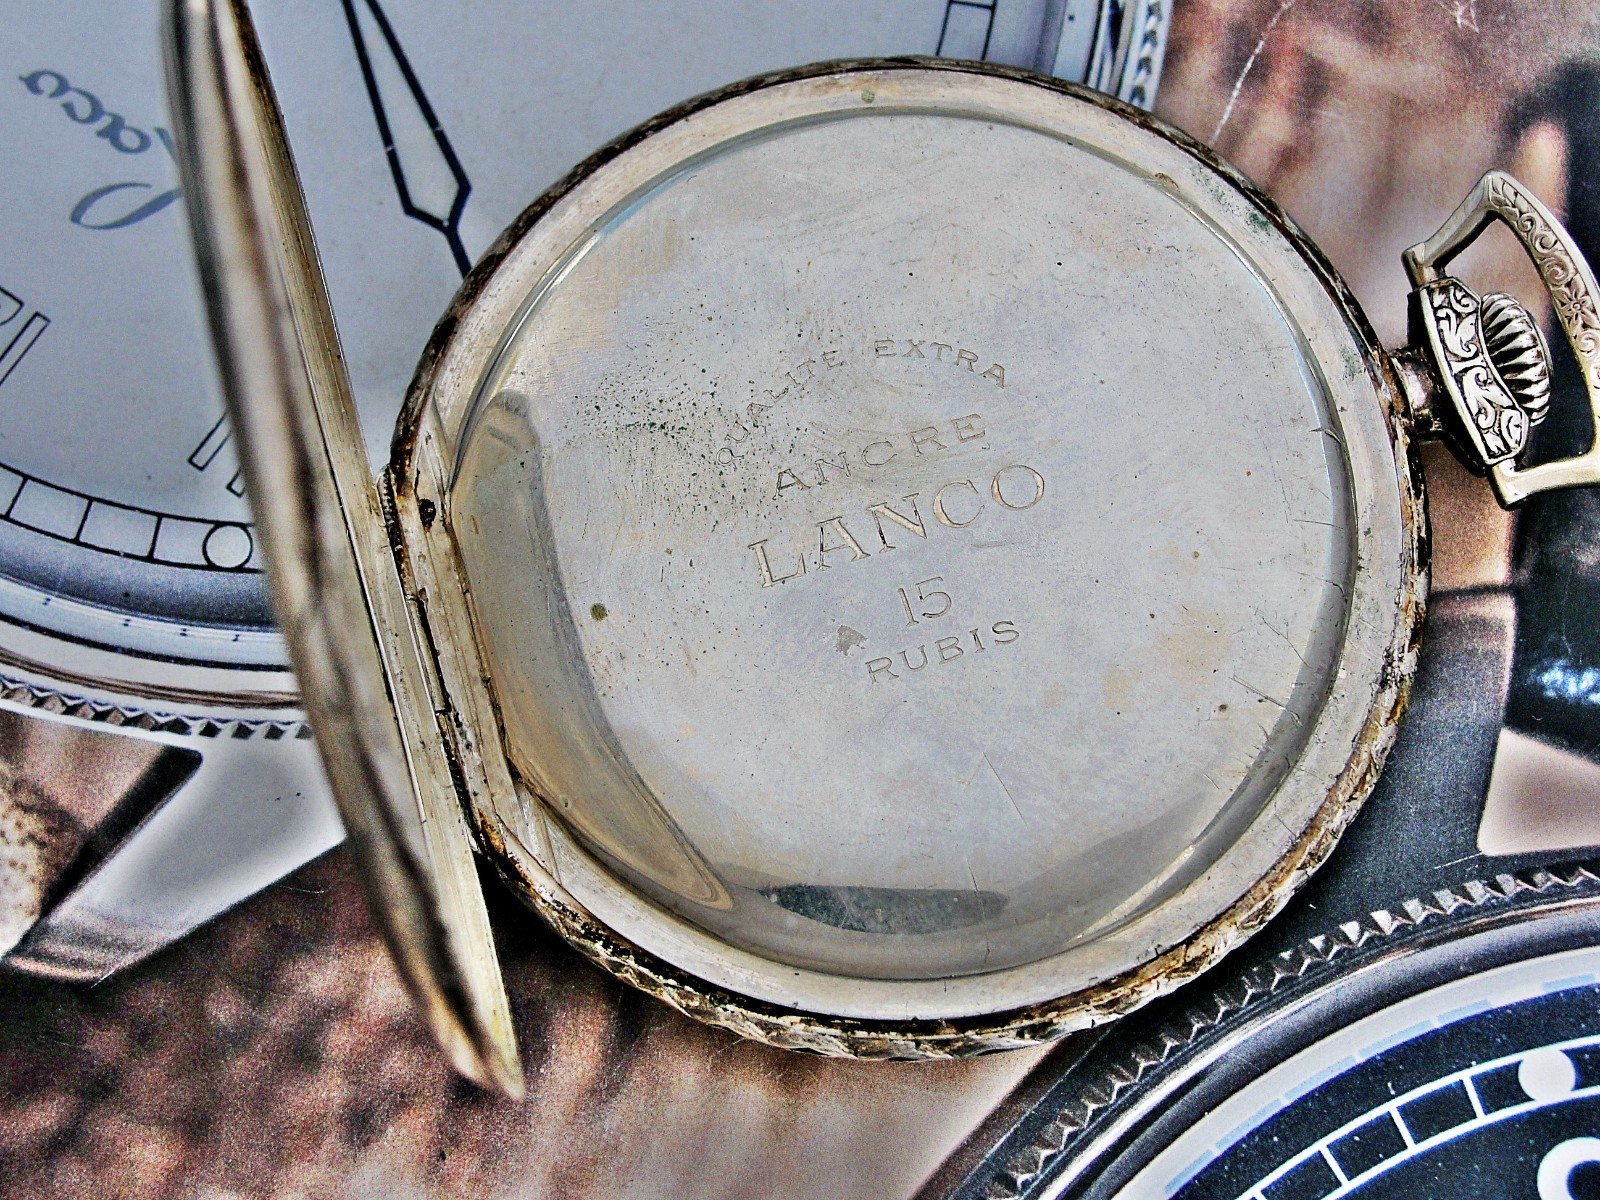 QUALITE EXTRA
ANCRE
LANCO
15
RUBIS